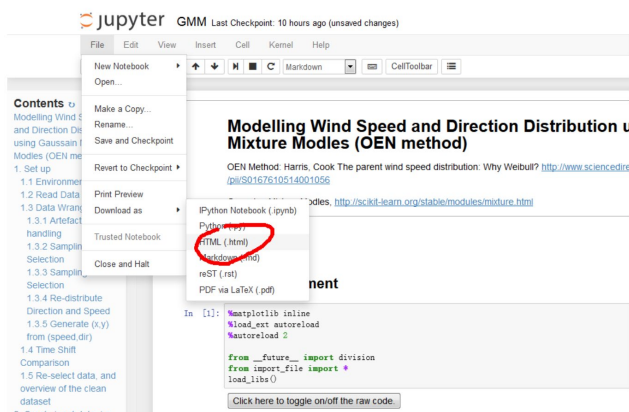 jupyter GMM Last Checkpoint: 10 hours ago (unsaved changes)
File Edit View Insert Cell Kernel Help
Markdown CellToolbar
New Notebook
Open...
Make a Copy...
Rename...
Save and Checkpoint
Revert to Checkpoint
Print Preview
Download as
Trusted Notebook
Close and Halt
IPython Notebook (.ipynb)
Python (.py)
HTML (.html)
Markdown (.md)
reST (.rst)
PDF via LaTeX (.pdf)
Contents
Modelling Wind S
and Direction Dis
using Gaussain M
Modles (OEN me
1. Set up
1.1 Environmen
1.2 Read Data
1.3 Data Wrang
1.3.1 Artefact
handling
1.3.2 Samplin
Selection
1.3.3 Sampling
Selection
1.3.4 Re-distribute
Direction and Speed
1.3.5 Generate (x,y)
from (speed,dir)
1.4 Time Shift
Comparison
1.5 Re-select data, and
overview of the clean
dataset
Modelling Wind Speed and Direction Distribution u
Mixture Modles (OEN method)
OEN Method: Harris, Cook The parent wind speed distribution: Why Weibull? http://www.sciencedire
/pii/S0167610514001056
Modles, http://scikit-learn.org/stable/modules/mixture.html
ment
In [1]: %matplotlib inline
%load_ext autoreload
%autoreload 2
from __future__ import division
from import_file import *
load_libs()
Click here to toggle on/off the raw code.